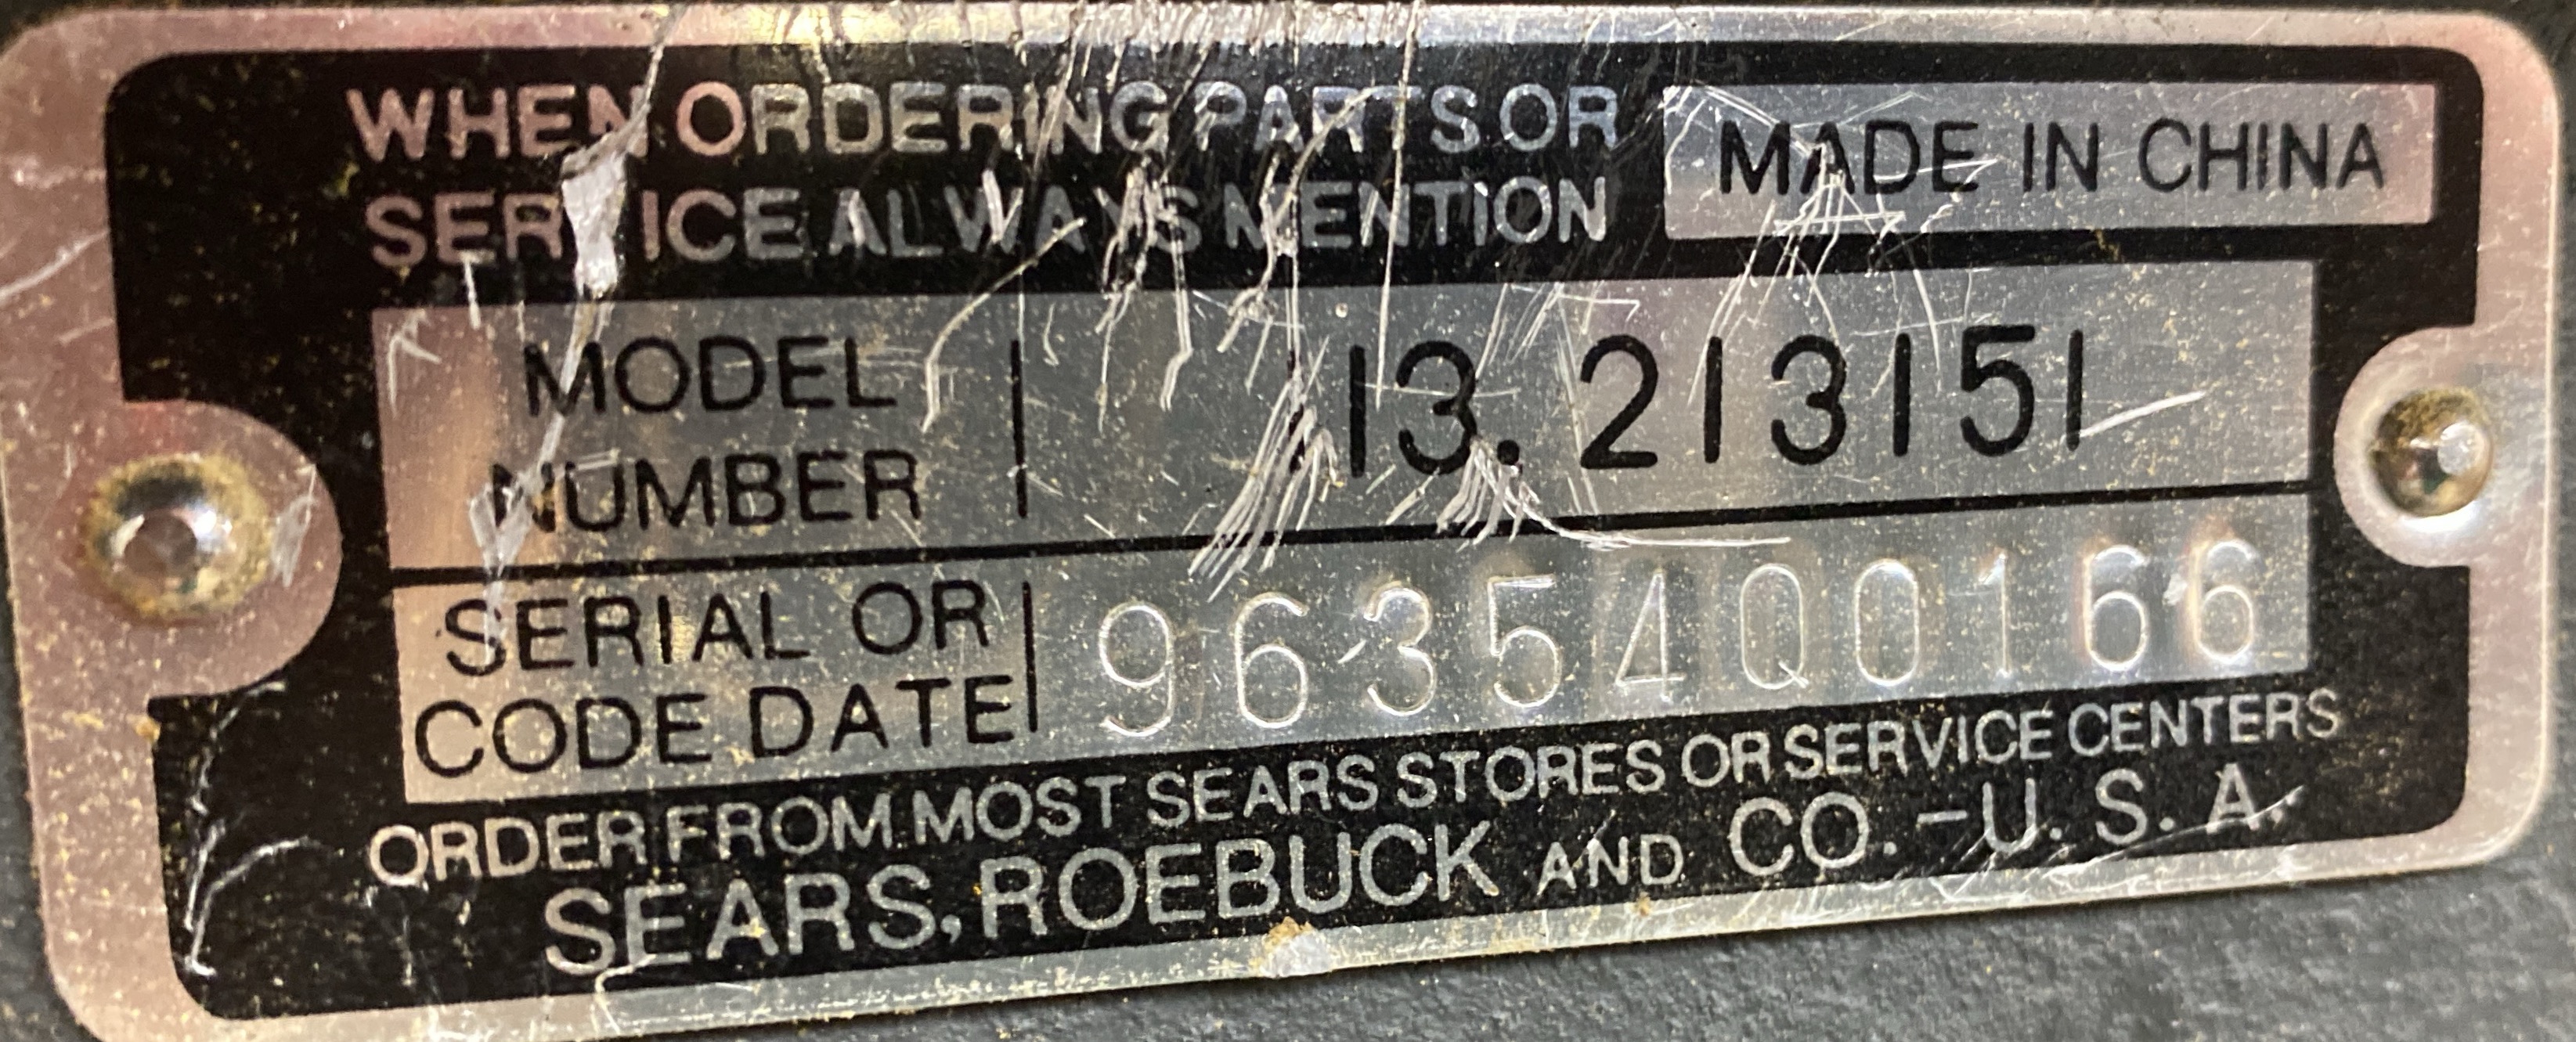 WHEN ORDERING PARTS OR
SERVICE ALWAYS MENTION
MADE IN CHINA
MODEL
NUMBER
113.213151
SERIAL OR
CODE DATE
96354Q0166
ORDER FROM MOST SEARS STORES OR SERVICE CENTERS
SEARS, ROEBUCK AND CO. -U. S. A.